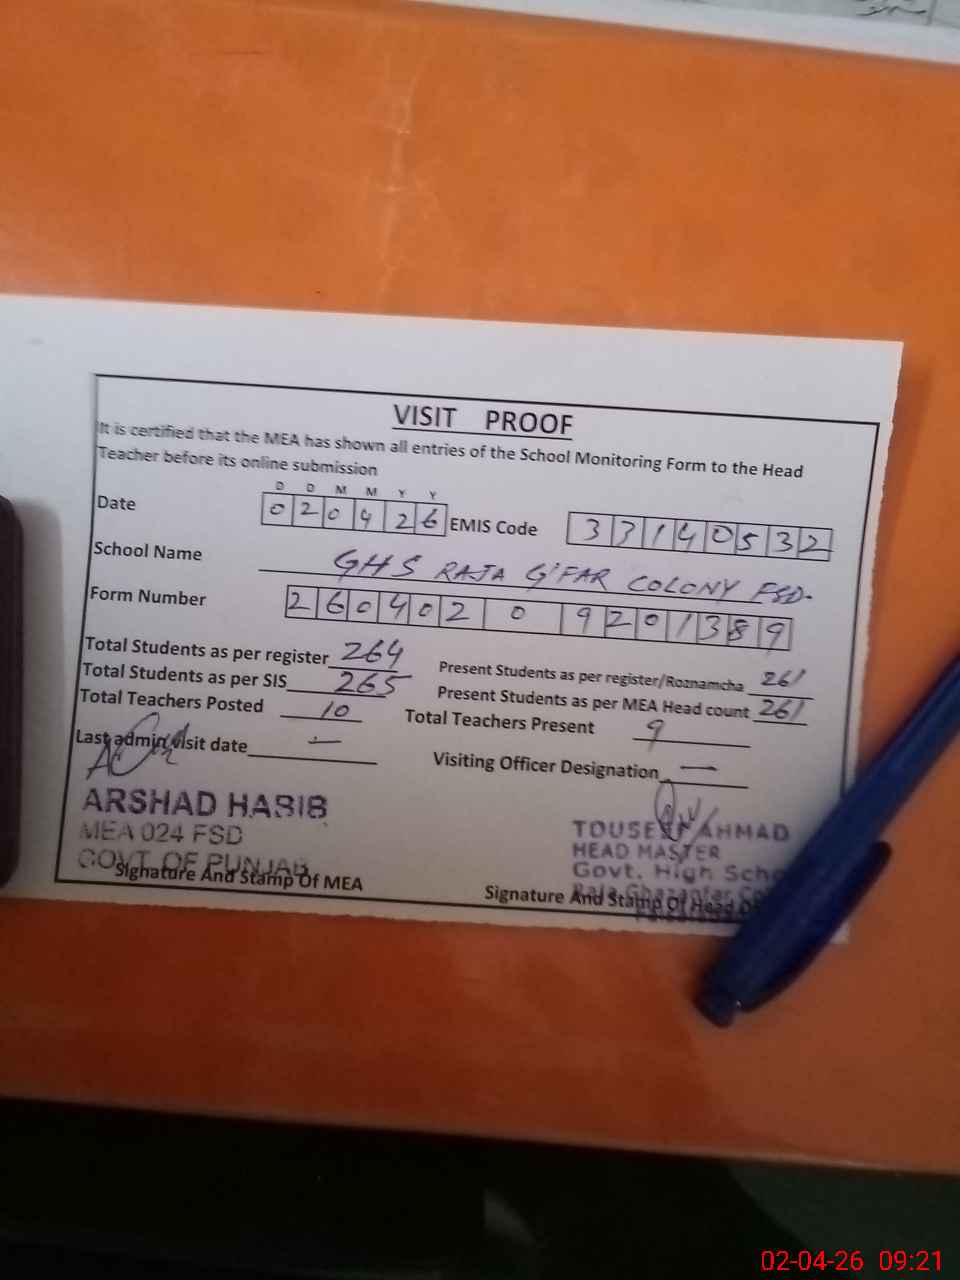 VISIT PROOF
It is certified that the MEA has shown all entries of the School Monitoring Form to the Head
Teacher before its online submission
D D M M Y Y
Date 0 2 0 4 2 6 EMIS Code 3 3 1 4 0 5 3 2
School Name GHS RAJA G'FAR COLONY FSD.
Form Number 2 6 0 4 0 2 0 9 2 0 1 3 8 9
Total Students as per register 264 Present Students as per register/Roznamcha 261
Total Students as per SIS 265 Present Students as per MEA Head count 261
Total Teachers Posted 10 Total Teachers Present 9
Last admin visit date — Visiting Officer Designation —
ARSHAD HABIB
MEA 024 FSD
GOVT. OF PUNJAB
Signature And Stamp Of MEA
AHMAD
HEAD MASTER
Govt. High
Signature And Stamp Of Head
02-04-26 09:21